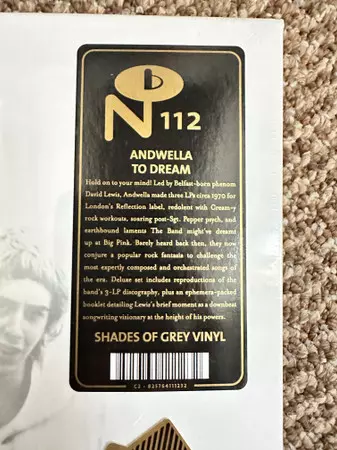 N 112
ANDWELLA
TO DREAM
Hold on to your mind! Led by Belfast-born phenom
David Lewis, Andwella made three LPs circa 1970 for
London's Reflection label, redolent with Cream-y
rock workouts, soaring post-Sgt. Pepper psych, and
earthbound laments The Band might've dreamt
up at Big Pink. Barely heard back then, they now
conjure a popular rock fantasia to challenge the
most expertly composed and orchestrated songs of
the era. Deluxe set includes reproductions of the
band's 3-LP discography, plus an ephemera-packed
booklet detailing Lewis's brief moment as a downbeat
songwriting visionary at the height of his powers.
SHADES OF GREY VINYL
C2 - 825764111232